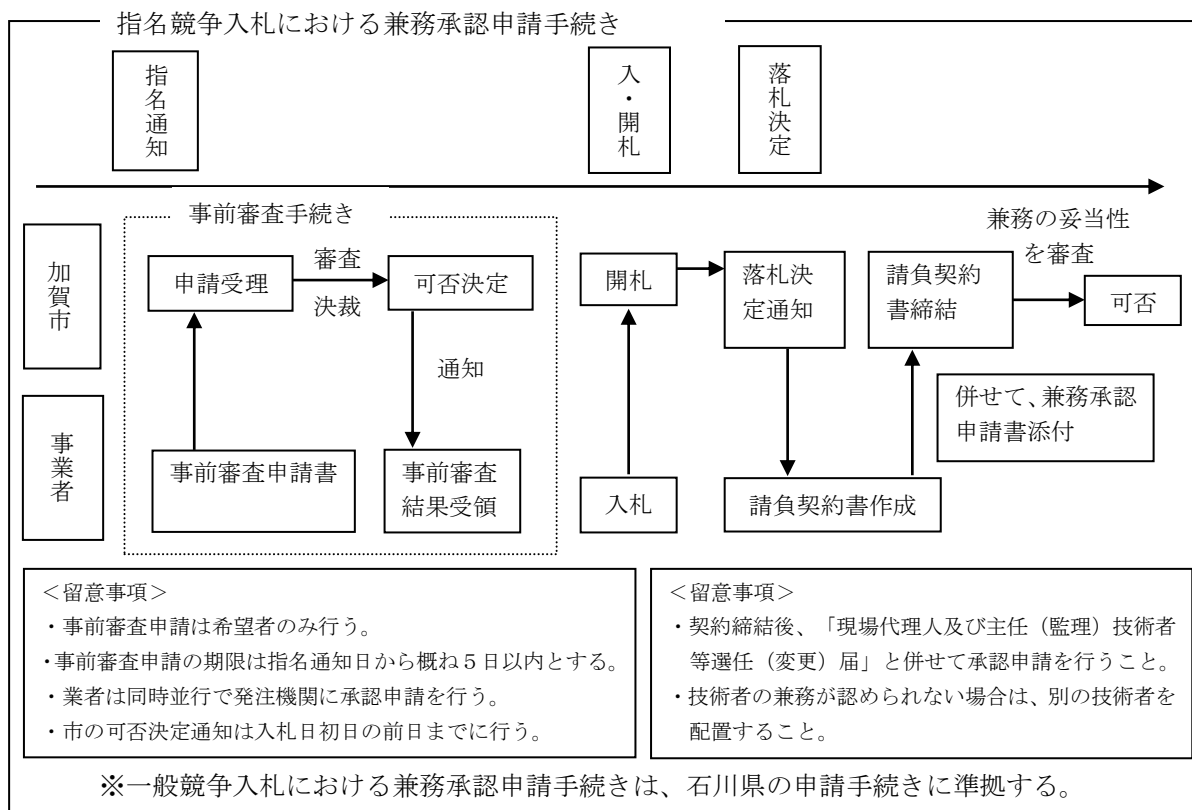 指名競争入札における兼務承認申請手続き
指名通知
入・開札
落札決定
事前審査手続き
兼務の妥当性
を審査
加賀市
申請受理
審査
決裁
可否決定
開札
落札決
定通知
請負契約
書締結
可否
通知
併せて、兼務承認
申請書添付
事業者
事前審査申請書
事前審査
結果受領
入札
請負契約書作成
＜留意事項＞
・事前審査申請は希望者のみ行う。
・事前審査申請の期限は指名通知日から概ね５日以内とする。
・業者は同時並行で発注機関に承認申請を行う。
・市の可否決定通知は入札日初日の前日までに行う。
＜留意事項＞
・契約締結後、「現場代理人及び主任（監理）技術者
等選任（変更）届」と併せて承認申請を行うこと。
・技術者の兼務が認められない場合は、別の技術者を
配置すること。
※一般競争入札における兼務承認申請手続きは、石川県の申請手続きに準拠する。